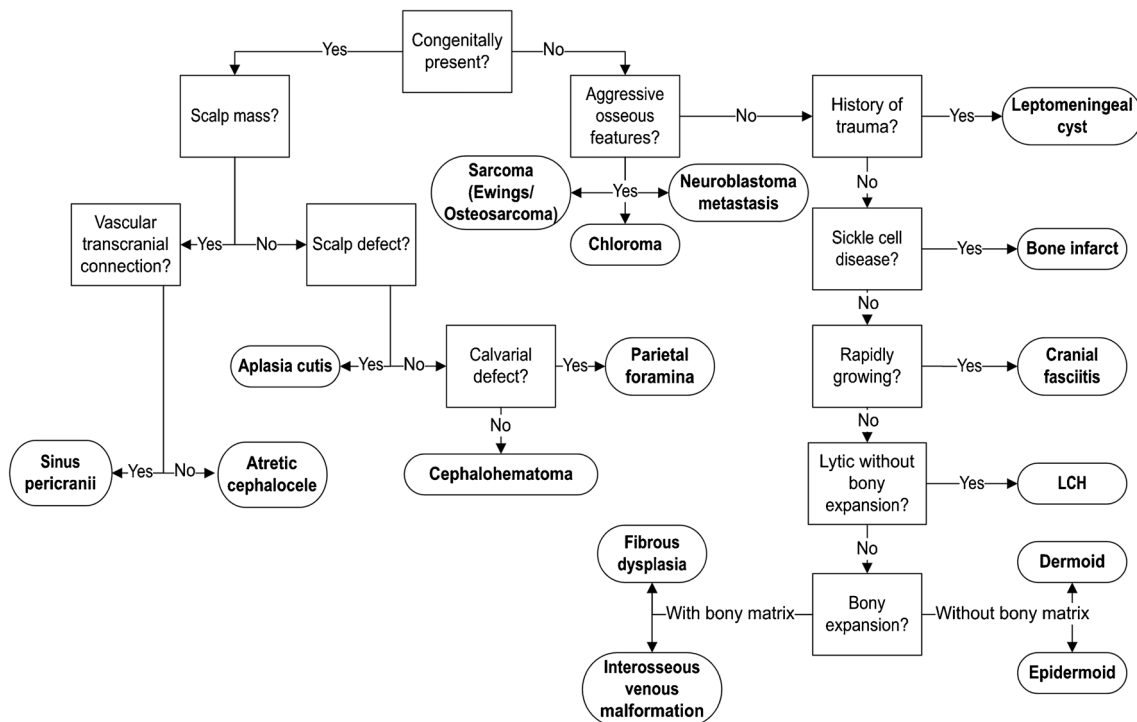 Congenitally
present?
Yes
No
Scalp mass?
Aggressive
osseous
features?
No
History of
trauma?
Yes
Leptomeningeal
cyst
Sarcoma
(Ewings/
Osteosarcoma)
Yes
Neuroblastoma
metastasis
Chloroma
No
Vascular
transcranial
connection?
Yes
No
Scalp defect?
Sickle cell
disease?
Yes
Bone infarct
No
Aplasia cutis
Yes
No
Calvarial
defect?
Yes
Parietal
foramina
Rapidly
growing?
Yes
Cranial
fasciitis
No
No
Cephalohematoma
Sinus
pericranii
Yes
No
Atretic
cephalocele
Lytic without
bony
expansion?
Yes
LCH
No
Fibrous
dysplasia
Dermoid
With bony matrix
Bony
expansion?
Without bony matrix
Interosseous
venous
malformation
Epidermoid